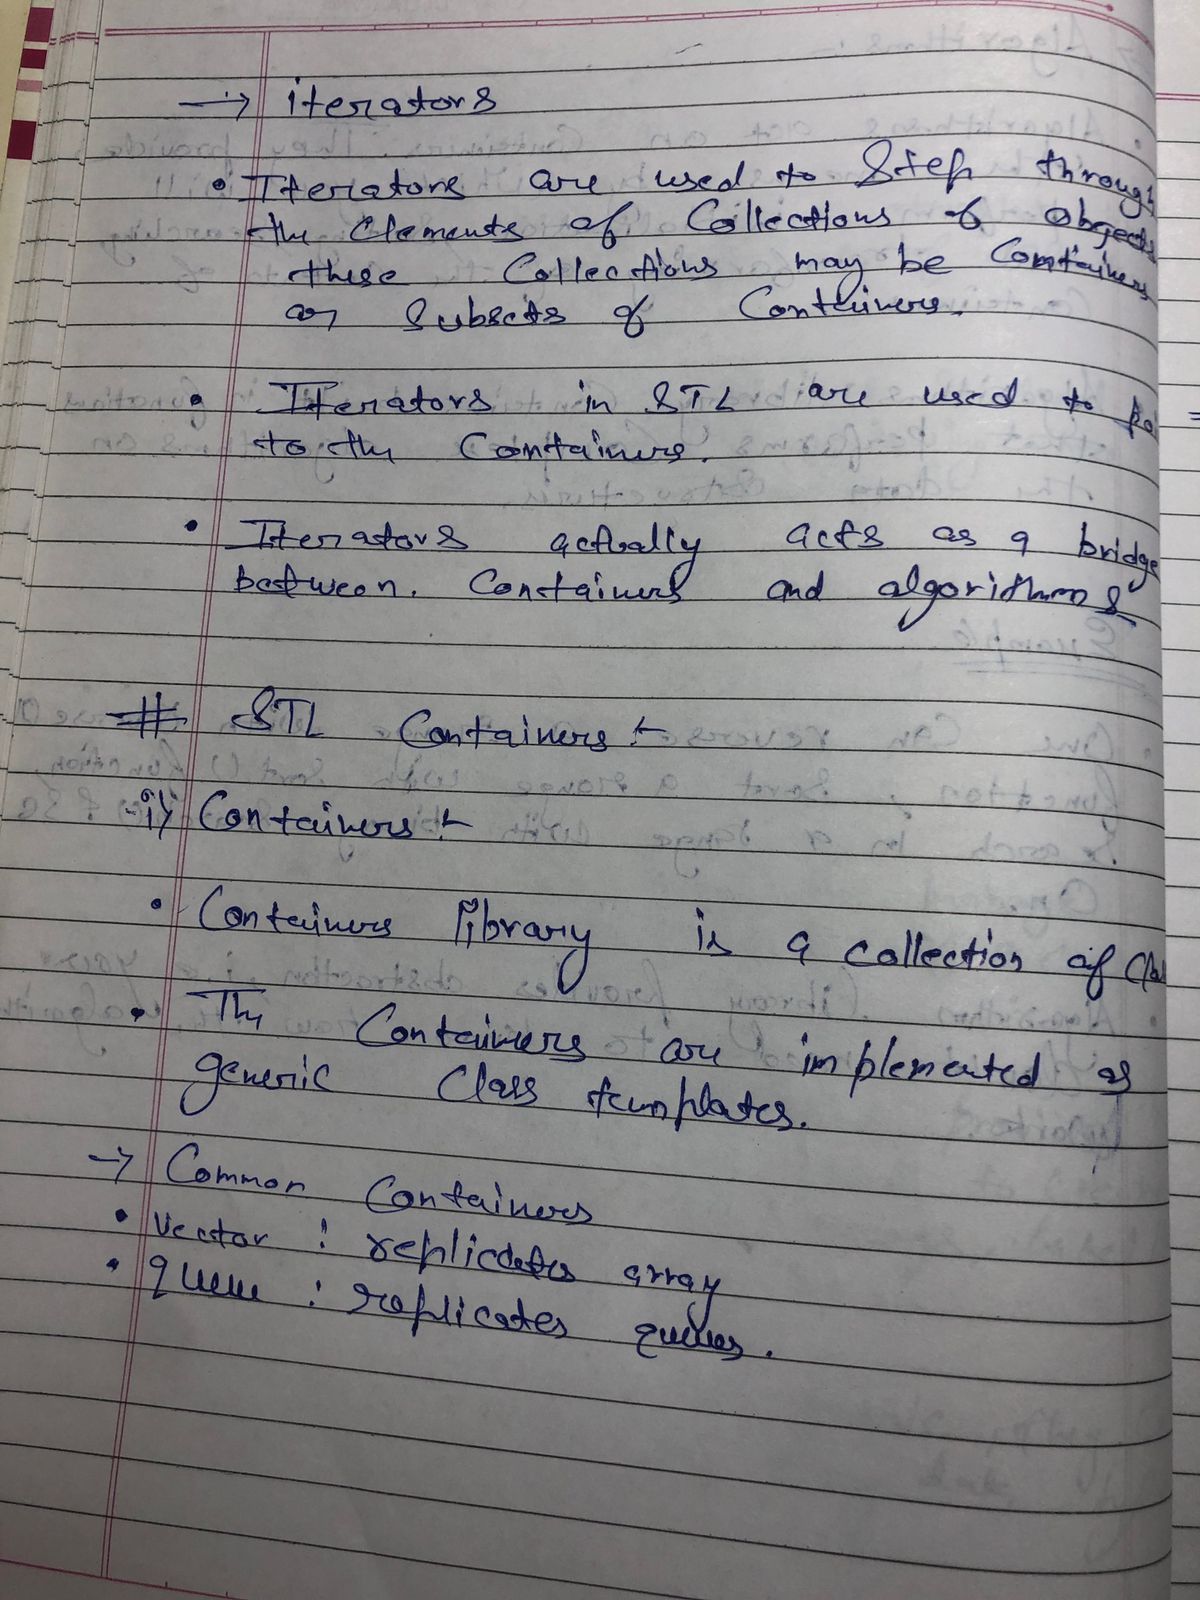 → iterators
• Iterators are used to Step through
the Elements of Collections of objects
these Collections may be Containers
or Subsets of Containers.
• Iterators in STL are used to po
to the Containers.
• Iterators actually acts as a bridge
between. Containers and algorithms
# STL Containers :-
i) Containers :-
• Containers library is a collection of Clas
• The Containers are implemented as
generic Class templates.
→ Common Containers
• Vector : replicates array
• queue : replicates queues.